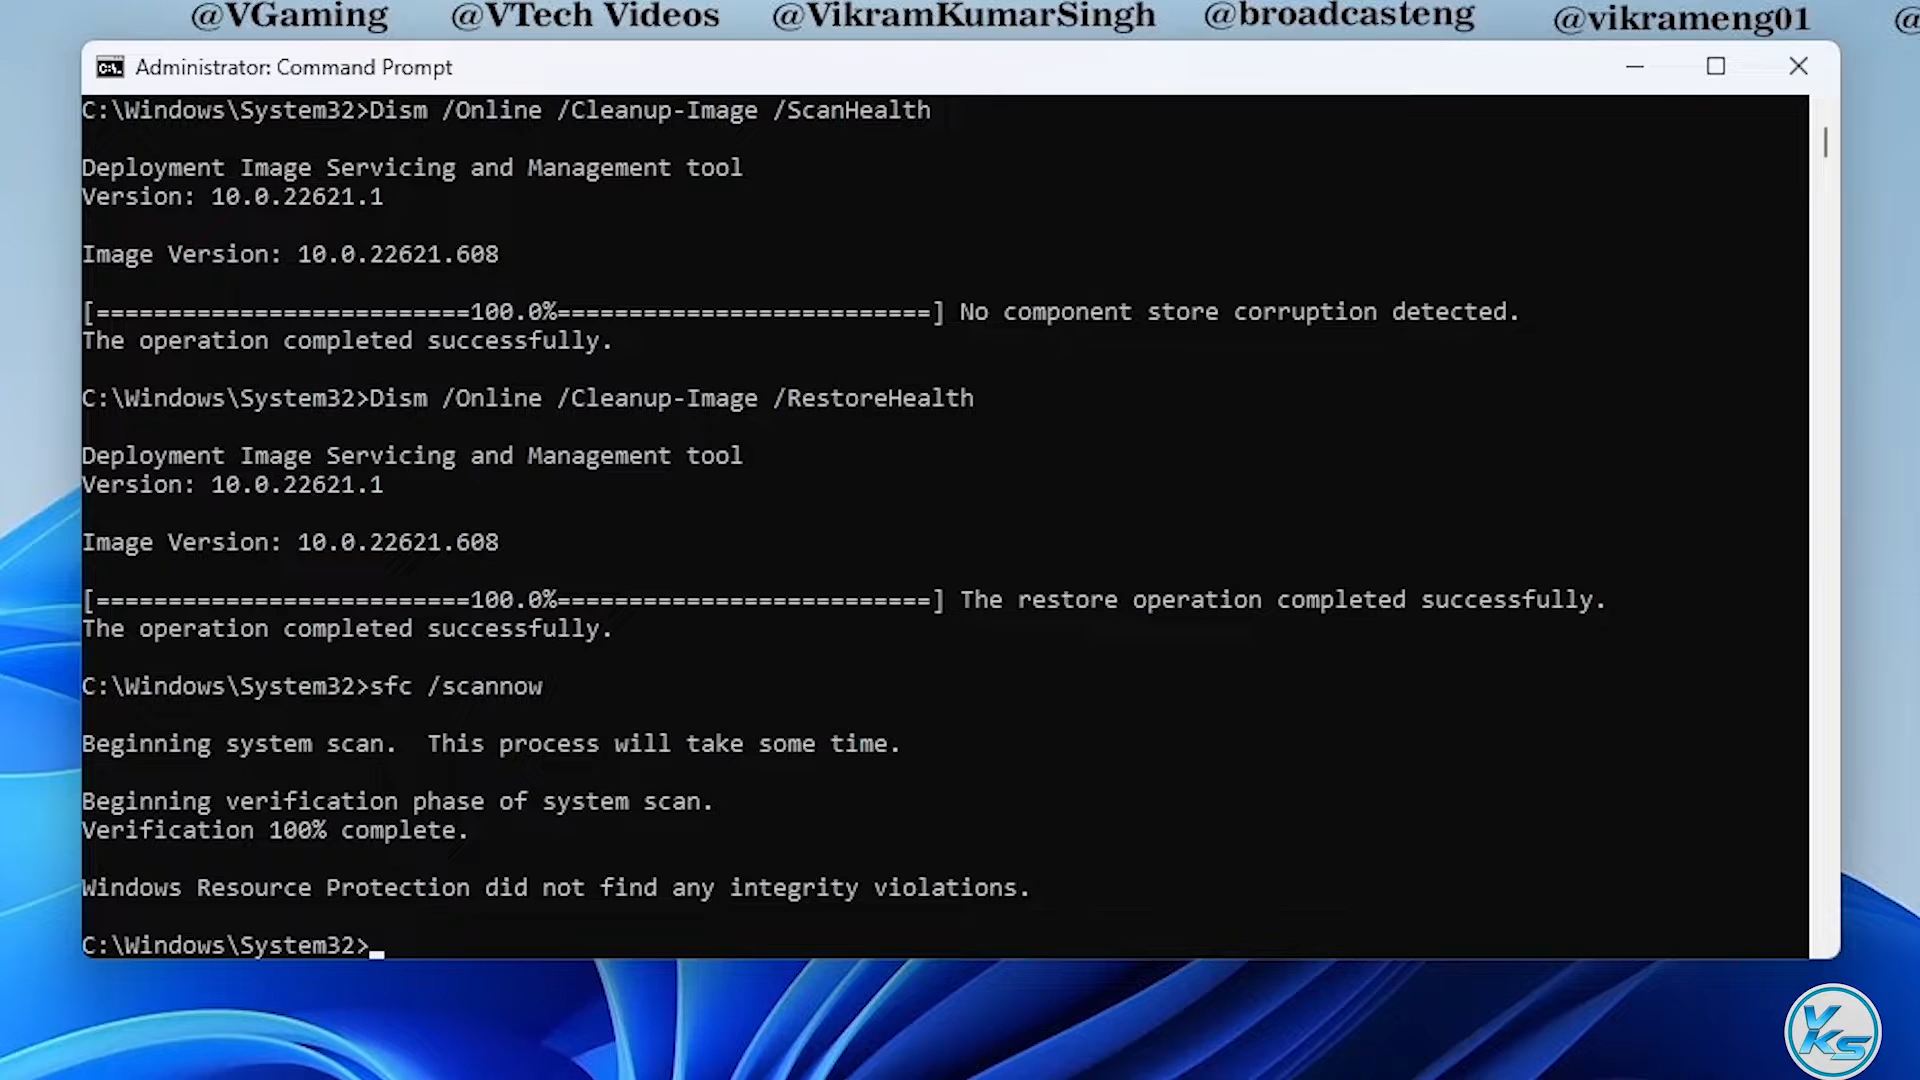 @VGaming @VTech Videos @VikramKumarSingh @broadcasteng @vikrameng01 @
Administrator: Command Prompt
C:\Windows\System32>Dism /Online /Cleanup-Image /ScanHealth
Deployment Image Servicing and Management tool
Version: 10.0.22621.1
Image Version: 10.0.22621.608
[==========================100.0%==========================] No component store corruption detected.
The operation completed successfully.
C:\Windows\System32>Dism /Online /Cleanup-Image /RestoreHealth
Deployment Image Servicing and Management tool
Version: 10.0.22621.1
Image Version: 10.0.22621.608
[==========================100.0%==========================] The restore operation completed successfully.
The operation completed successfully.
C:\Windows\System32>sfc /scannow
Beginning system scan.  This process will take some time.
Beginning verification phase of system scan.
Verification 100% complete.
Windows Resource Protection did not find any integrity violations.
C:\Windows\System32>
VKS